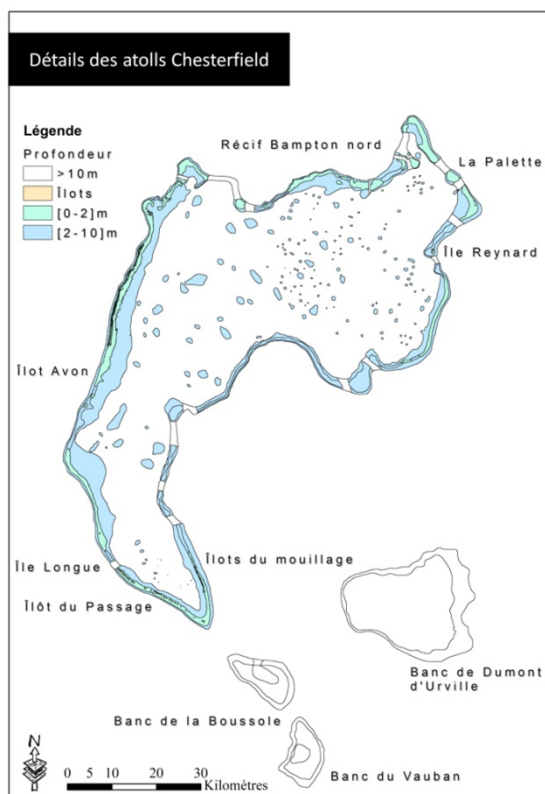 Détails des atolls Chesterfield
Légende
Profondeur
>10m
Îlots
[0-2]m
[2-10]m
Récif Bampton nord
La Palette
Île Reynard
Îlot Avon
Île Longue
Îlots du mouillage
Îlôt du Passage
Banc de Dumont
d'Urville
Banc de la Boussole
Banc du Vauban
N
0 5 10 20 30
Kilomètres